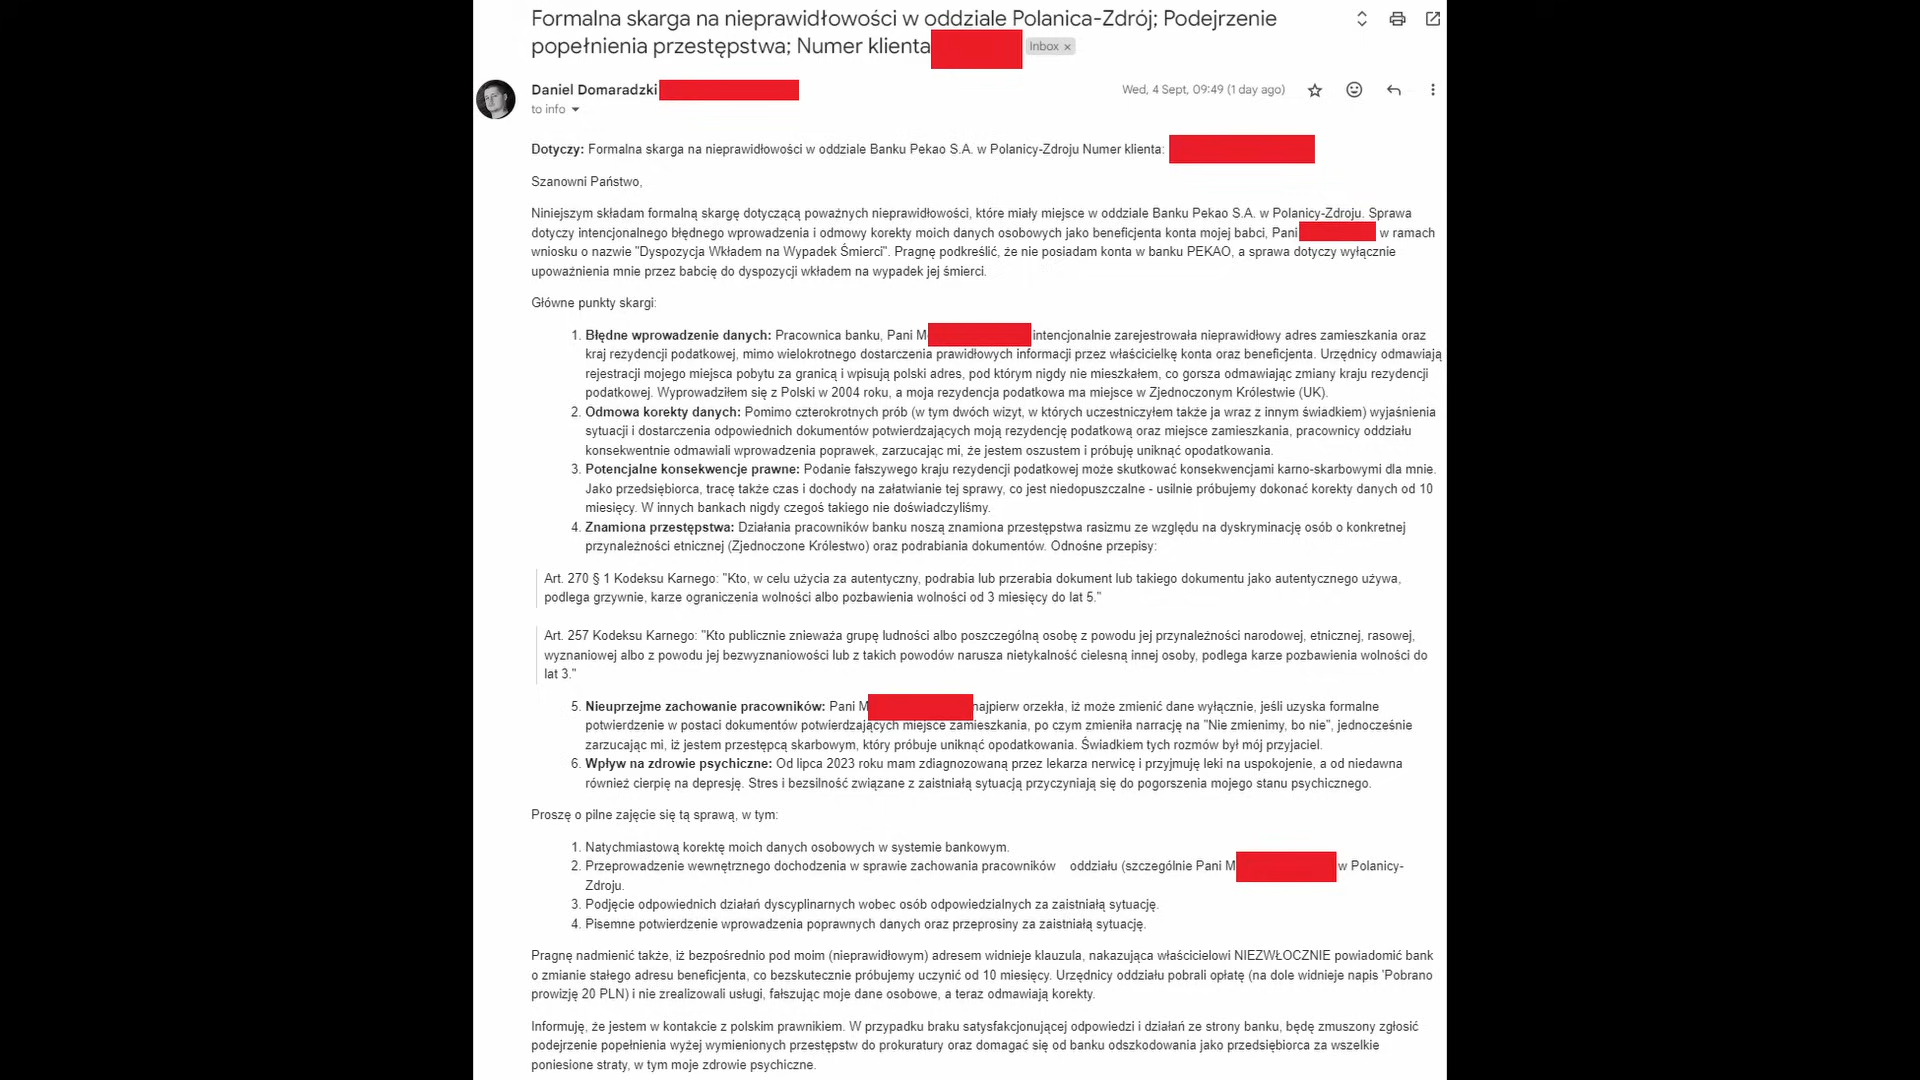 Formalna skarga na nieprawidłowości w oddziale Polanica-Zdrój; Podejrzenie
popełnienia przestępstwa; Numer klienta Inbox ×
Daniel Domaradzki Wed, 4 Sept, 09:49 (1 day ago)
to info
Dotyczy: Formalna skarga na nieprawidłowości w oddziale Banku Pekao S.A. w Polanicy-Zdroju Numer klienta:
Szanowni Państwo,
Niniejszym składam formalną skargę dotyczącą poważnych nieprawidłowości, które miały miejsce w oddziale Banku Pekao S.A. w Polanicy-Zdroju. Sprawa
dotyczy intencjonalnego błędnego wprowadzenia i odmowy korekty moich danych osobowych jako beneficjenta konta mojej babci, Pani w ramach
wniosku o nazwie "Dyspozycja Wkładem na Wypadek Śmierci". Pragnę podkreślić, że nie posiadam konta w banku PEKAO, a sprawa dotyczy wyłącznie
upoważnienia mnie przez babcię do dyspozycji wkładem na wypadek jej śmierci.
Główne punkty skargi:
1. Błędne wprowadzenie danych: Pracownica banku, Pani M intencjonalnie zarejestrowała nieprawidłowy adres zamieszkania oraz
kraj rezydencji podatkowej, mimo wielokrotnego dostarczenia prawidłowych informacji przez właścicielkę konta oraz beneficjenta. Urzędnicy odmawiają
rejestracji mojego miejsca pobytu za granicą i wpisują polski adres, pod którym nigdy nie mieszkałem, co gorsza odmawiając zmiany kraju rezydencji
podatkowej. Wyprowadziłem się z Polski w 2004 roku, a moja rezydencja podatkowa ma miejsce w Zjednoczonym Królestwie (UK).
2. Odmowa korekty danych: Pomimo czterokrotnych prób (w tym dwóch wizyt, w których uczestniczyłem także ja wraz z innym świadkiem) wyjaśnienia
sytuacji i dostarczenia odpowiednich dokumentów potwierdzających moją rezydencję podatkową oraz miejsce zamieszkania, pracownicy oddziału
konsekwentnie odmawiali wprowadzenia poprawek, zarzucając mi, że jestem oszustem i próbuję uniknąć opodatkowania.
3. Potencjalne konsekwencje prawne: Podanie fałszywego kraju rezydencji podatkowej może skutkować konsekwencjami karno-skarbowymi dla mnie.
Jako przedsiębiorca, tracę także czas i dochody na załatwianie tej sprawy, co jest niedopuszczalne - usilnie próbujemy dokonać korekty danych od 10
miesięcy. W innych bankach nigdy czegoś takiego nie doświadczyliśmy.
4. Znamiona przestępstwa: Działania pracowników banku noszą znamiona przestępstwa rasizmu ze względu na dyskryminację osób o konkretnej
przynależności etnicznej (Zjednoczone Królestwo) oraz podrabiania dokumentów. Odnośne przepisy:
Art. 270 § 1 Kodeksu Karnego: "Kto, w celu użycia za autentyczny, podrabia lub przerabia dokument lub takiego dokumentu jako autentycznego używa,
podlega grzywnie, karze ograniczenia wolności albo pozbawienia wolności od 3 miesięcy do lat 5."
Art. 257 Kodeksu Karnego: "Kto publicznie znieważa grupę ludności albo poszczególną osobę z powodu jej przynależności narodowej, etnicznej, rasowej,
wyznaniowej albo z powodu jej bezwyznaniowości lub z takich powodów narusza nietykalność cielesną innej osoby, podlega karze pozbawienia wolności do
lat 3."
5. Nieuprzejme zachowanie pracowników: Pani M najpierw orzekła, iż może zmienić dane wyłącznie, jeśli uzyska formalne
potwierdzenie w postaci dokumentów potwierdzających miejsce zamieszkania, po czym zmieniła narrację na "Nie zmienimy, bo nie", jednocześnie
zarzucając mi, iż jestem przestępcą skarbowym, który próbuje uniknąć opodatkowania. Świadkiem tych rozmów był mój przyjaciel.
6. Wpływ na zdrowie psychiczne: Od lipca 2023 roku mam zdiagnozowaną przez lekarza nerwicę i przyjmuję leki na uspokojenie, a od niedawna
również cierpię na depresję. Stres i bezsilność związane z zaistniałą sytuacją przyczyniają się do pogorszenia mojego stanu psychicznego.
Proszę o pilne zajęcie się tą sprawą, w tym:
1. Natychmiastową korektę moich danych osobowych w systemie bankowym.
2. Przeprowadzenie wewnętrznego dochodzenia w sprawie zachowania pracowników oddziału (szczególnie Pani M w Polanicy-
Zdroju.
3. Podjęcie odpowiednich działań dyscyplinarnych wobec osób odpowiedzialnych za zaistniałą sytuację.
4. Pisemne potwierdzenie wprowadzenia poprawnych danych oraz przeprosiny za zaistniałą sytuację.
Pragnę nadmienić także, iż bezpośrednio pod moim (nieprawidłowym) adresem widnieje klauzula, nakazująca właścicielowi NIEZWŁOCZNIE powiadomić bank
o zmianie stałego adresu beneficjenta, co bezskutecznie próbujemy uczynić od 10 miesięcy. Urzędnicy oddziału pobrali opłatę (na dole widnieje napis 'Pobrano
prowizję 20 PLN) i nie zrealizowali usługi, fałszując moje dane osobowe, a teraz odmawiają korekty.
Informuję, że jestem w kontakcie z polskim prawnikiem. W przypadku braku satysfakcjonującej odpowiedzi i działań ze strony banku, będę zmuszony zgłosić
podejrzenie popełnienia wyżej wymienionych przestępstw do prokuratury oraz domagać się od banku odszkodowania jako przedsiębiorca za wszelkie
poniesione straty, w tym moje zdrowie psychiczne.